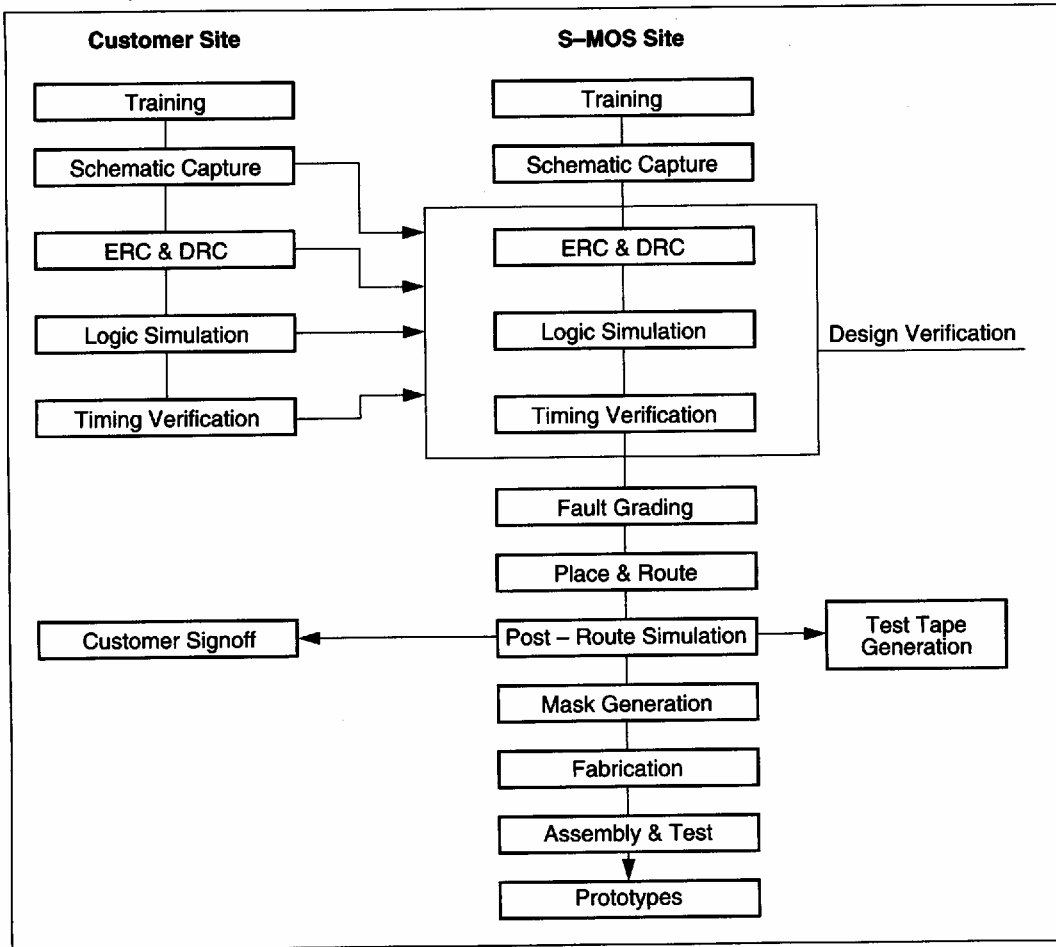 Customer Site
S–MOS Site
Training
Training
Schematic Capture
Schematic Capture
ERC & DRC
ERC & DRC
Logic Simulation
Logic Simulation
Design Verification
Timing Verification
Timing Verification
Fault Grading
Place & Route
Customer Signoff
Post – Route Simulation
Test Tape
Generation
Mask Generation
Fabrication
Assembly & Test
Prototypes